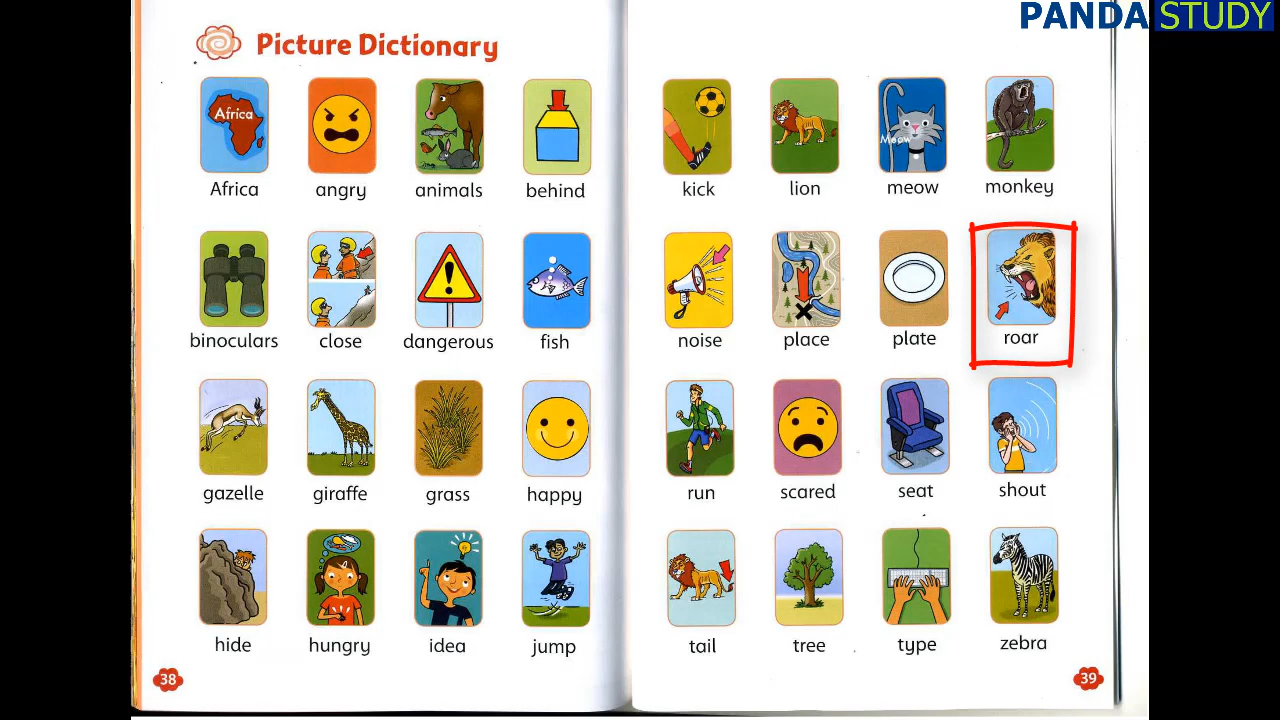 PANDA STUDY
Picture Dictionary
Africa
Africa
angry
animals
behind
binoculars
close
dangerous
fish
gazelle
giraffe
grass
happy
hide
hungry
idea
jump
38
Meow
kick
lion
meow
monkey
noise
place
plate
roar
run
scared
seat
shout
tail
tree
type
zebra
39